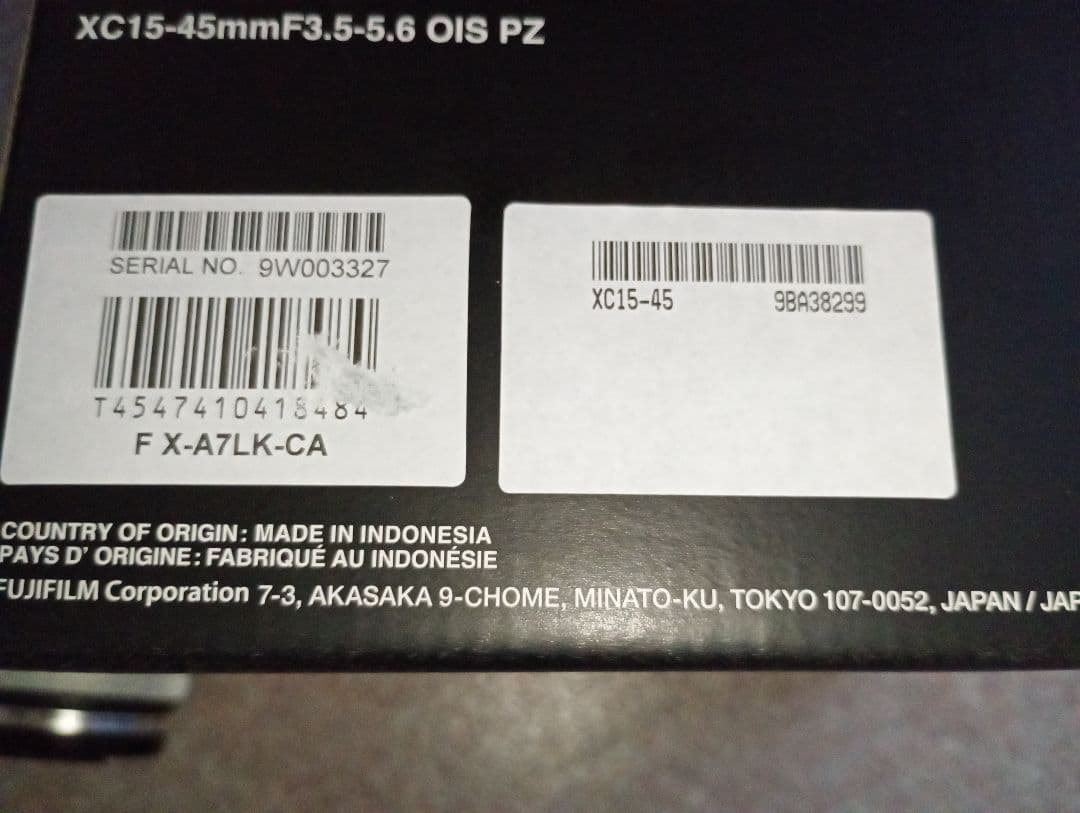 XC15-45mmF3.5-5.6 OIS PZ
SERIAL NO. 9W003327
T4547410418484
F X-A7LK-CA
XC15-45 9BA38299
COUNTRY OF ORIGIN: MADE IN INDONESIA
PAYS D' ORIGINE: FABRIQUÉ AU INDONÉSIE
FUJIFILM Corporation 7-3, AKASAKA 9-CHOME, MINATO-KU, TOKYO 107-0052, JAPAN / JAP